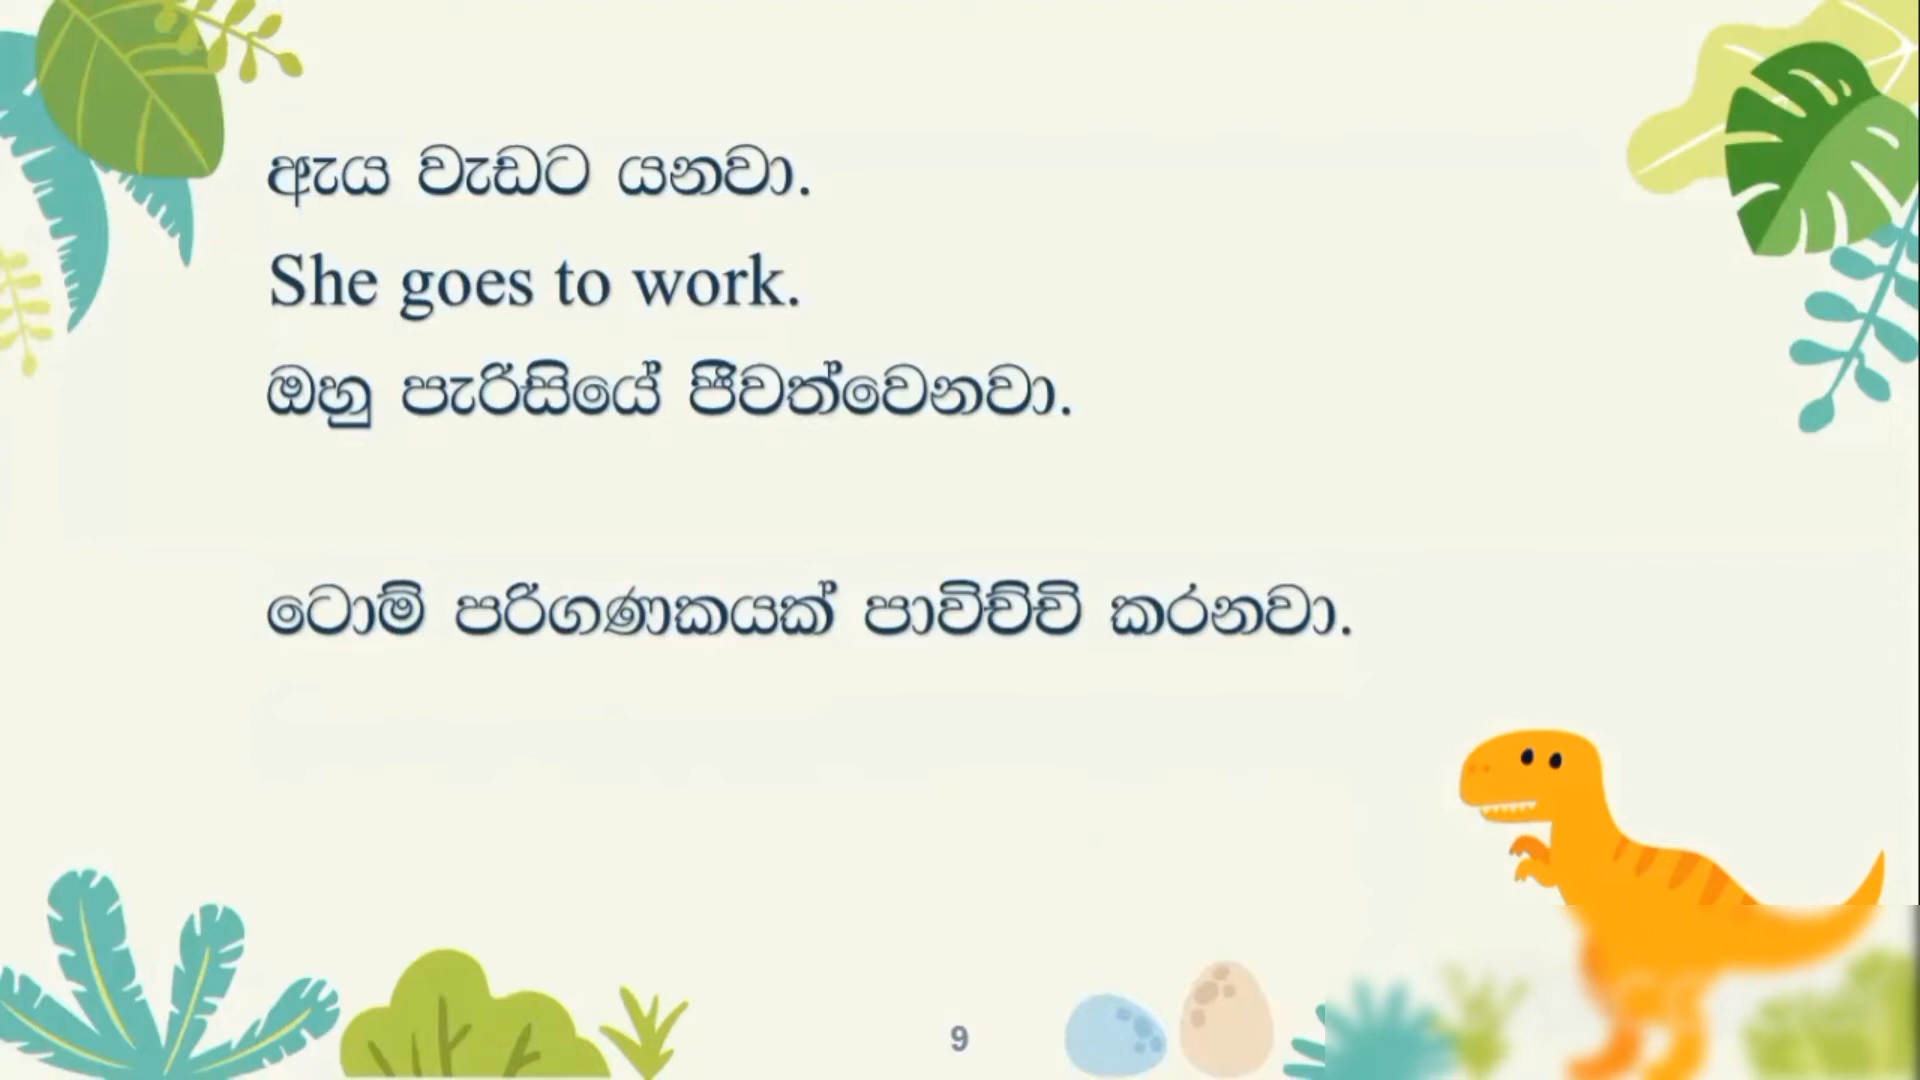 ඇය වැඩට යනවා.
She goes to work.
ඔහු පැරිසියේ ජීවත්වෙනවා.
ටොම් පරිගණකයක් පාවිච්චි කරනවා.
9